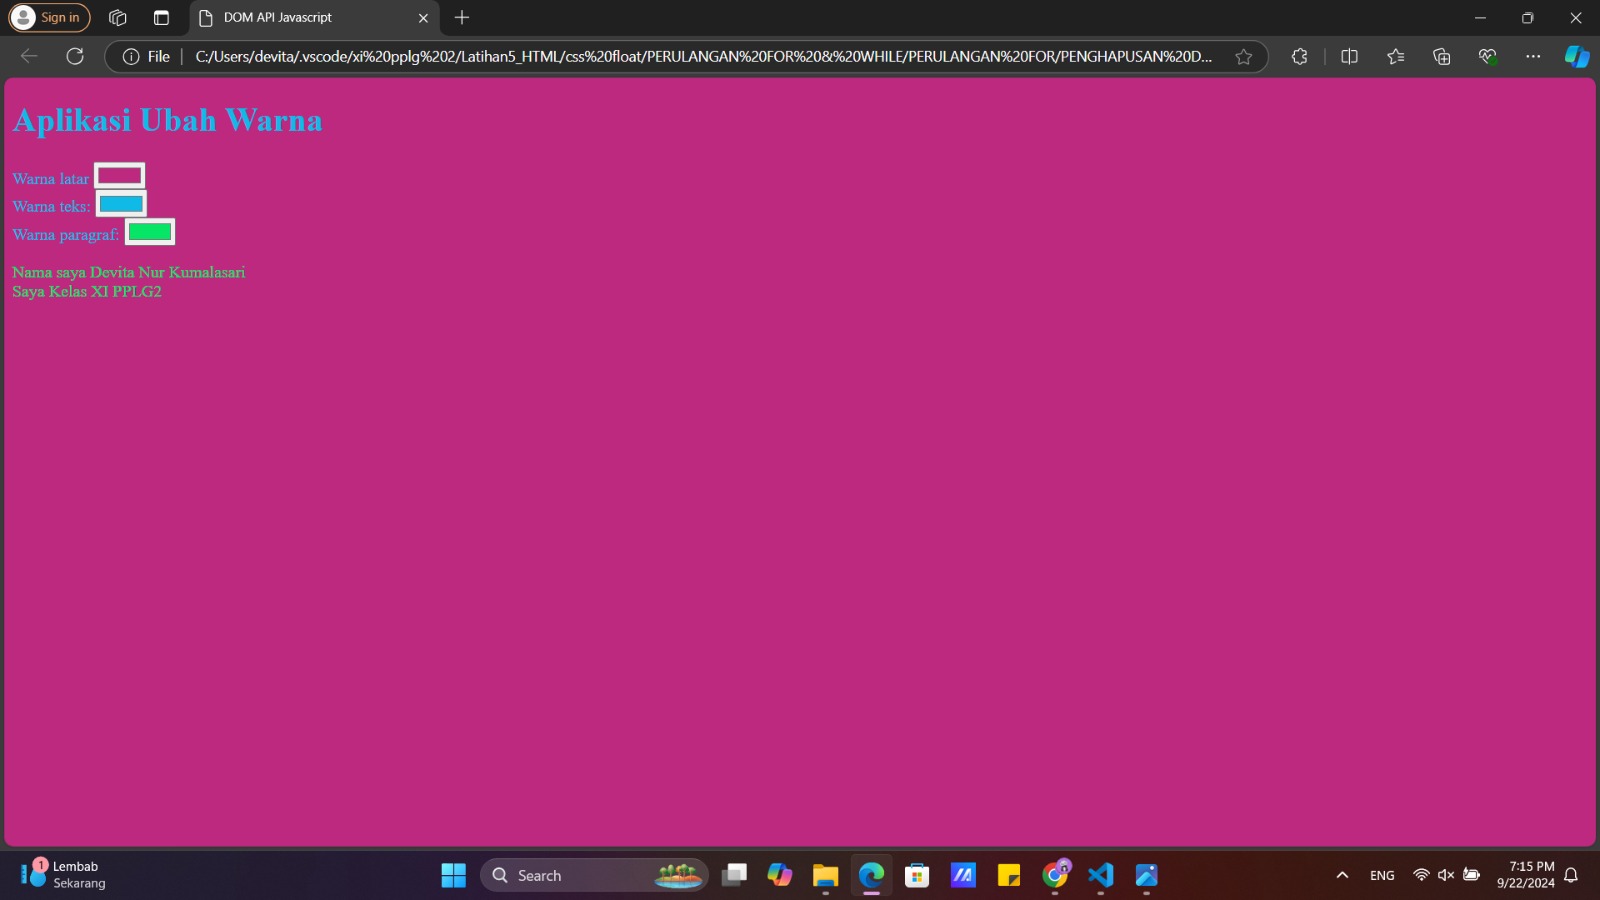 Sign in
DOM API Javascript
File
C:/Users/devita/.vscode/xi%20pplg%202/Latihan5_HTML/css%20float/PERULANGAN%20FOR%20&%20WHILE/PERULANGAN%20FOR/PENGHAPUSAN%20D...
Aplikasi Ubah Warna
Warna latar
Warna teks:
Warna paragraf:
Nama saya Devita Nur Kumalasari
Saya Kelas XI PPLG2
1
Lembab
Sekarang
Search
ENG
7:15 PM
9/22/2024